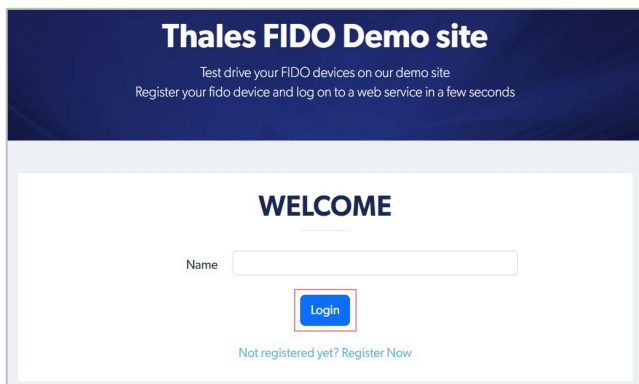 Thales FIDO Demo site
Test drive your FIDO devices on our demo site
Register your fido device and log on to a web service in a few seconds
WELCOME
Name
Login
Not registered yet? Register Now